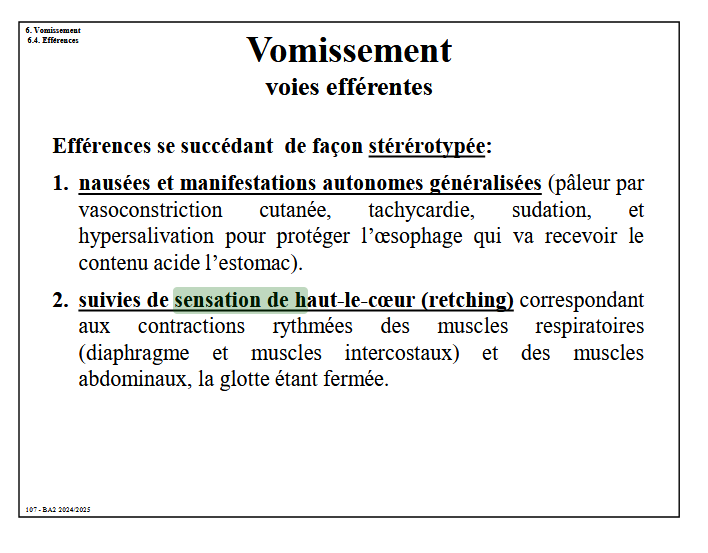 6. Vomissement
6.4. Efférences
Vomissement
voies efférentes
Efférences se succédant de façon stérérotypée:
1. nausées et manifestations autonomes généralisées (pâleur par
vasoconstriction cutanée, tachycardie, sudation, et
hypersalivation pour protéger l’œsophage qui va recevoir le
contenu acide l’estomac).
2. suivies de sensation de haut-le-cœur (retching) correspondant
aux contractions rythmées des muscles respiratoires
(diaphragme et muscles intercostaux) et des muscles
abdominaux, la glotte étant fermée.
107 - BA2 2024/2025